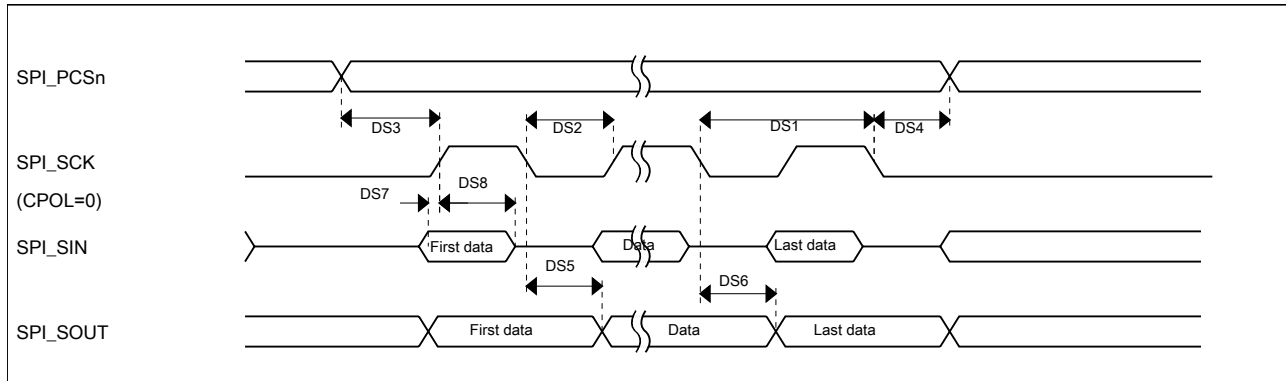 SPI_PCSn
DS3
DS2
DS1
DS4
SPI_SCK
(CPOL=0)
DS7
DS8
SPI_SIN
First data
Data
Last data
DS5
DS6
SPI_SOUT
First data
Data
Last data